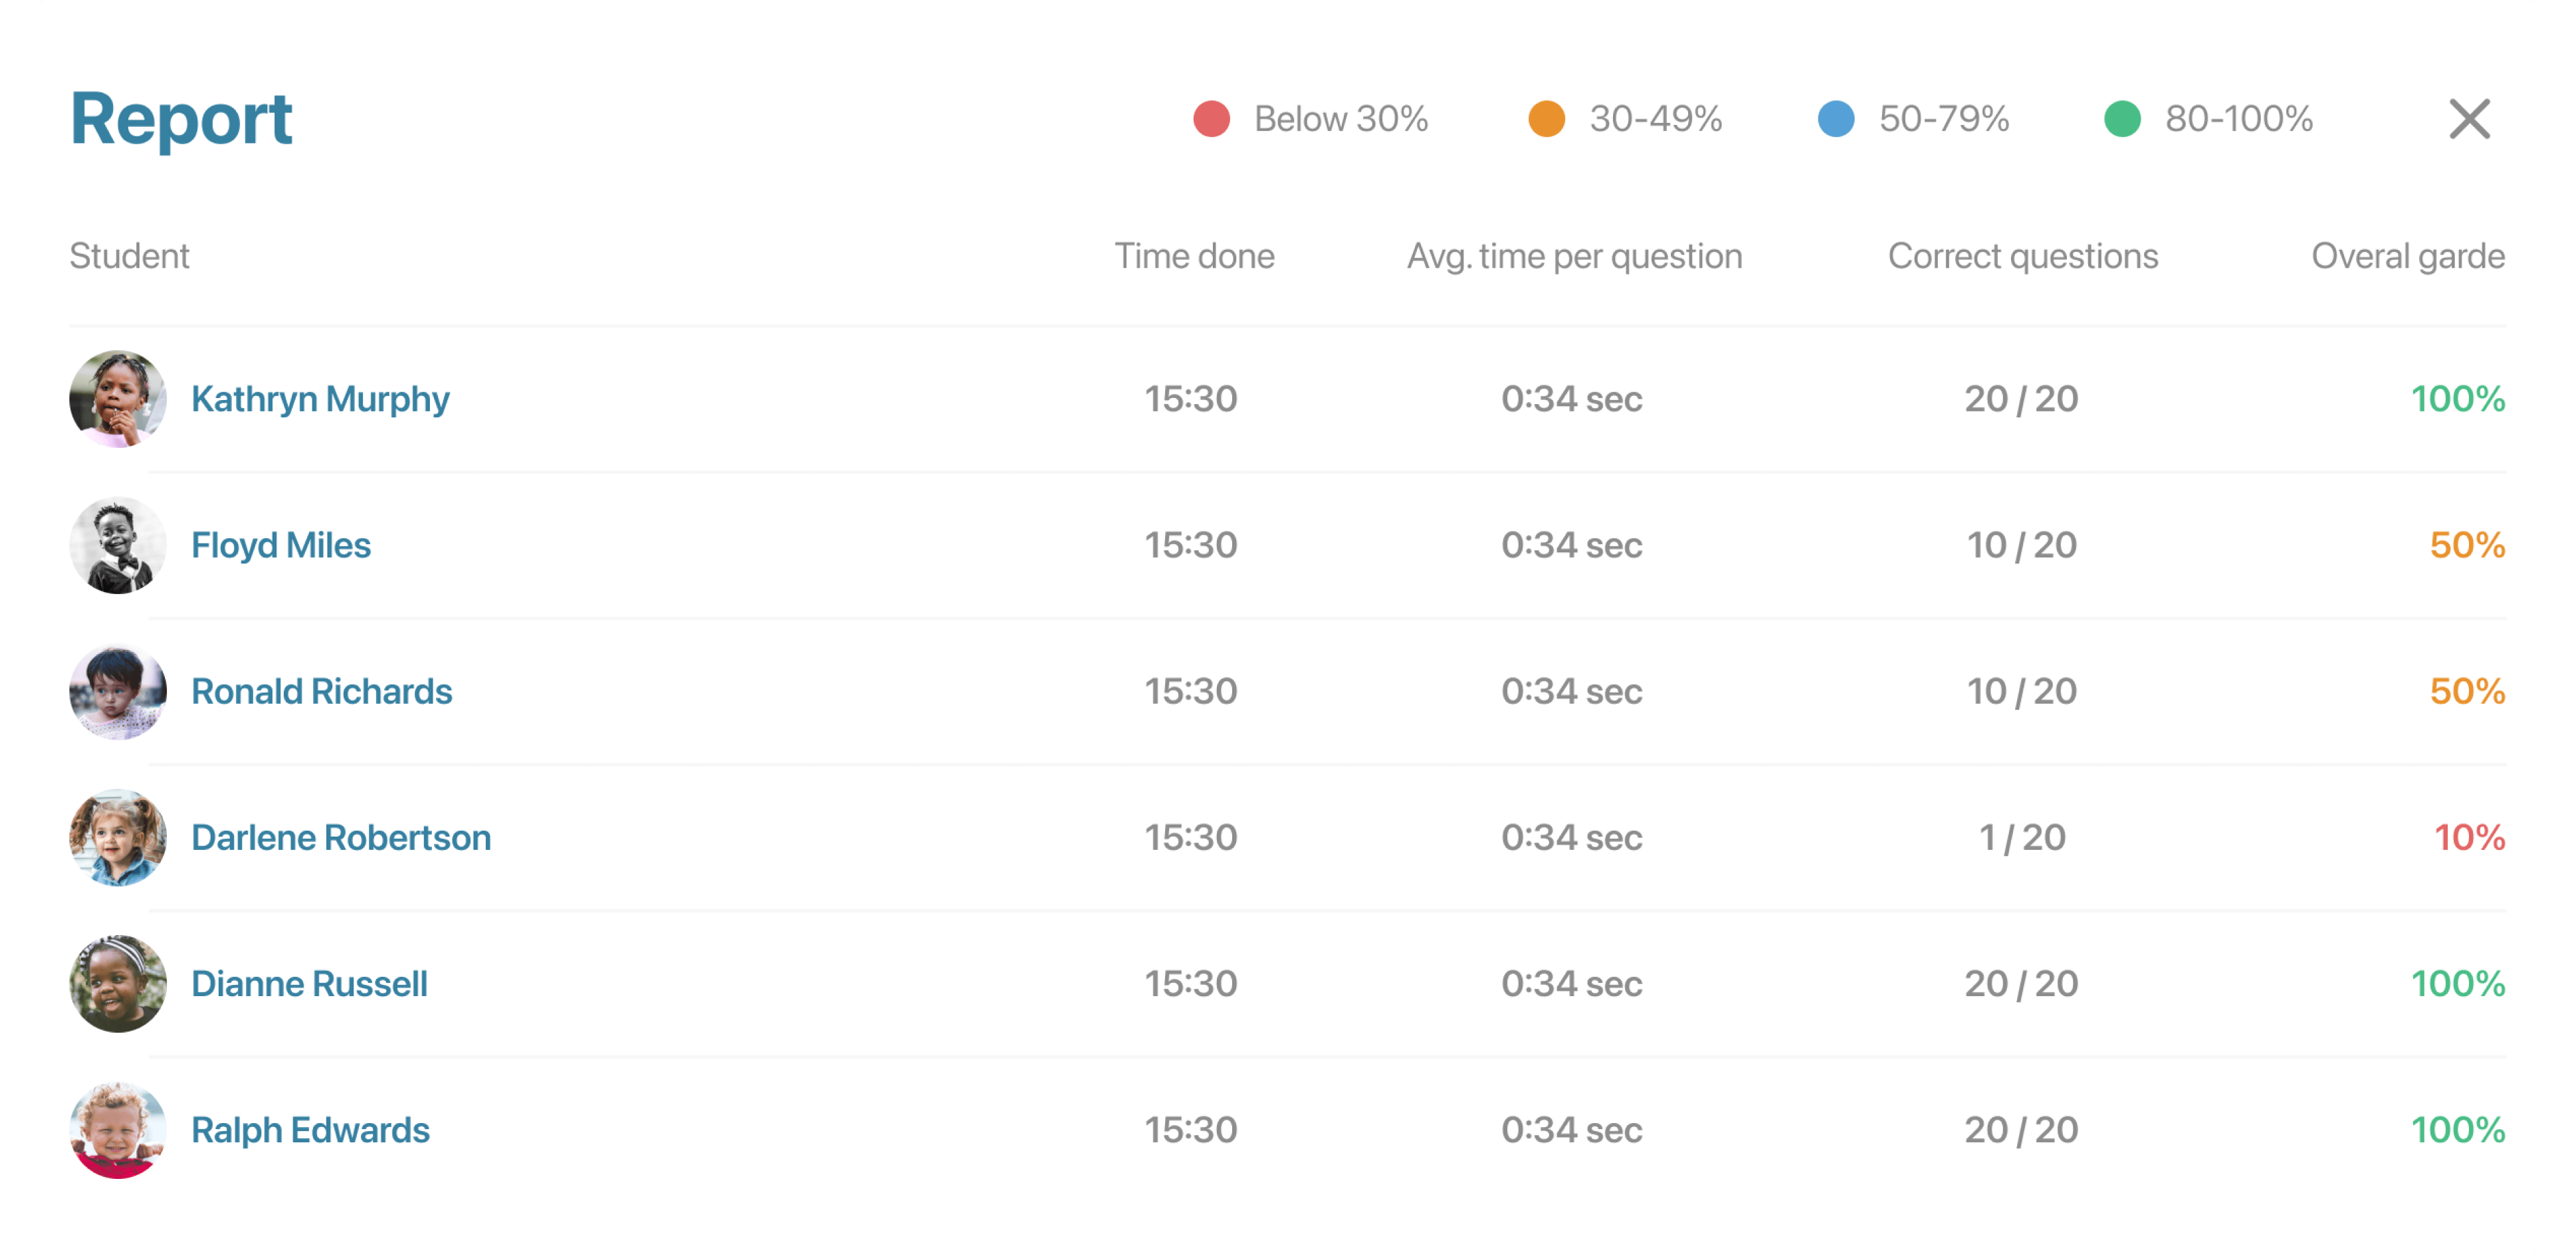 Report
Below 30%
30-49%
50-79%
80-100%
Student Time done Avg. time per question Correct questions Overal garde
Kathryn Murphy 15:30 0:34 sec 20 / 20 100%
Floyd Miles 15:30 0:34 sec 10 / 20 50%
Ronald Richards 15:30 0:34 sec 10 / 20 50%
Darlene Robertson 15:30 0:34 sec 1 / 20 10%
Dianne Russell 15:30 0:34 sec 20 / 20 100%
Ralph Edwards 15:30 0:34 sec 20 / 20 100%